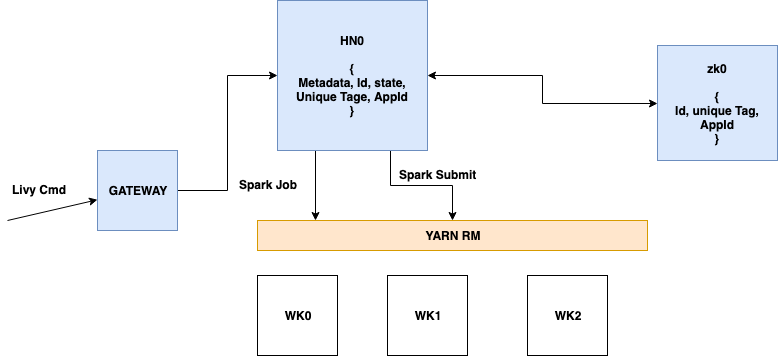 HN0
{
Metadata, Id, state,
Unique Tage, AppId
}
zk0
{
Id, unique Tag,
AppId
}
Livy Cmd
GATEWAY
Spark Job
Spark Submit
YARN RM
WK0
WK1
WK2